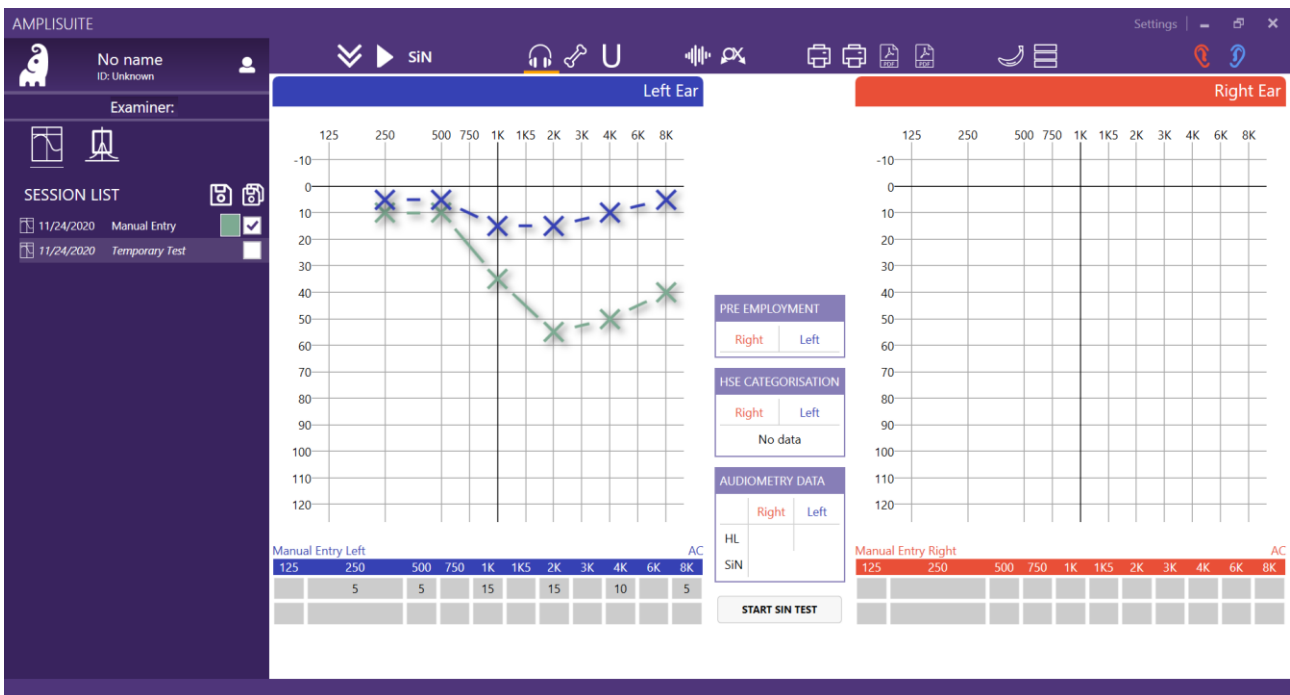 AMPLISUITE
Settings
No name
ID: Unknown
SiN
Examiner:
Left Ear
Right Ear
125 250 500 750 1K 1K5 2K 3K 4K 6K 8K
-10
0
10
20
30
40
50
60
70
80
90
100
110
120
125 250 500 750 1K 1K5 2K 3K 4K 6K 8K
-10
0
10
20
30
40
50
60
70
80
90
100
110
120
SESSION LIST
11/24/2020 Manual Entry
11/24/2020 Temporary Test
PRE EMPLOYMENT
Right Left
HSE CATEGORISATION
Right Left
No data
AUDIOMETRY DATA
Right Left
HL
SiN
START SIN TEST
Manual Entry Left AC
125 250 500 750 1K 1K5 2K 3K 4K 6K 8K
5 5 15 15 10 5
Manual Entry Right AC
125 250 500 750 1K 1K5 2K 3K 4K 6K 8K
PDF
PDF